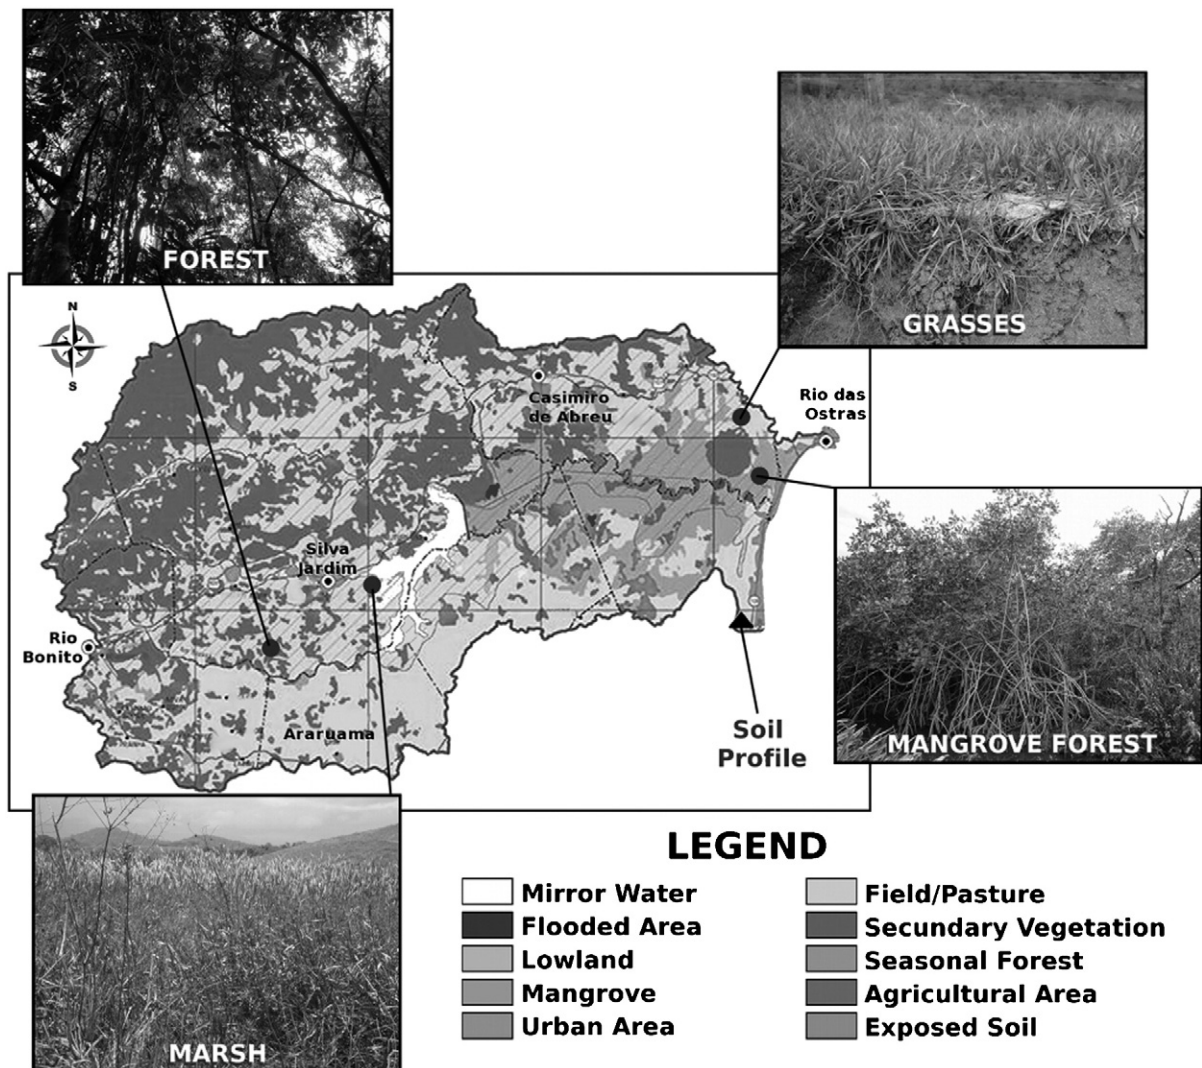 FOREST
GRASSES
N
S
Casimiro
de Abreu
Rio das
Ostras
Silva
Jardim
Rio
Bonito
Araruama
Soil
Profile
MANGROVE FOREST
MARSH
LEGEND
Mirror Water
Flooded Area
Lowland
Mangrove
Urban Area
Field/Pasture
Secundary Vegetation
Seasonal Forest
Agricultural Area
Exposed Soil